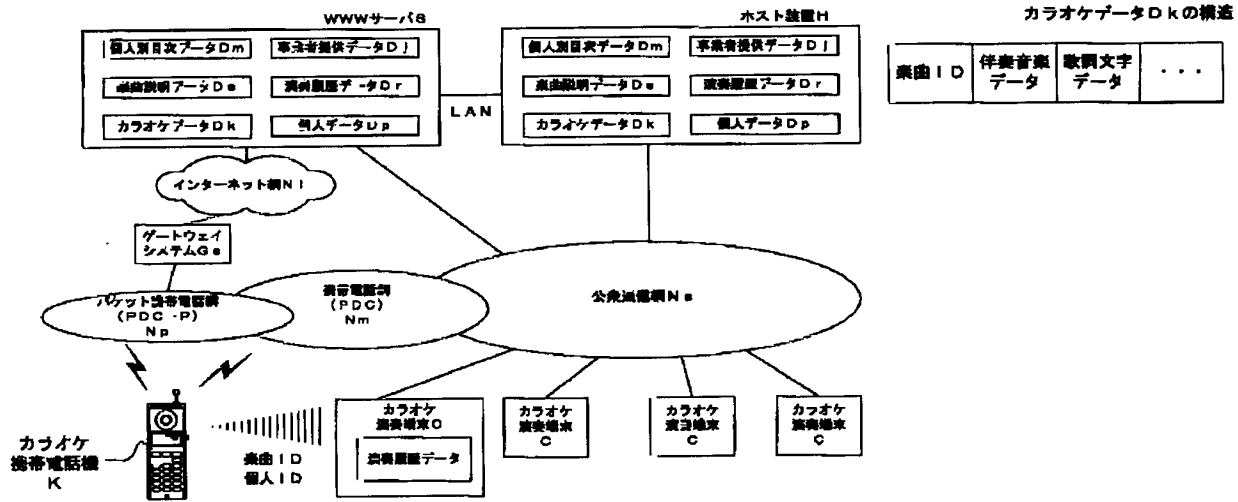 WWWサーバS
個人別目次データDm
事業者提供データDj
楽曲説明データDe
演奏履歴データDr
カラオケデータDk
個人データDp
LAN
ホスト装置H
個人別目次データDm
事業者提供データDj
楽曲説明データDe
演奏履歴データDr
カラオケデータDk
個人データDp
カラオケデータDkの構造
楽曲ID
伴奏音楽
データ
歌詞文字
データ
・・・
インターネット網NI
ゲートウェイ
システムGs
パケット携帯電話網
(PDC-P)
Np
携帯電話網
(PDC)
Nm
公衆通信網Ns
カラオケ
携帯電話機
K
楽曲ID
個人ID
カラオケ
演奏端末C
演奏履歴データ
カラオケ
演奏端末
C
カラオケ
演奏端末
C
カラオケ
演奏端末
C